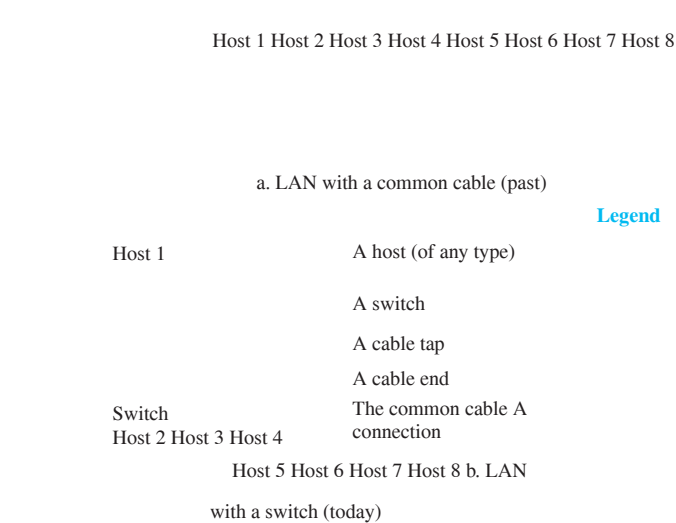 Host 1 Host 2 Host 3 Host 4 Host 5 Host 6 Host 7 Host 8
a. LAN with a common cable (past)
Legend
Host 1
A host (of any type)
A switch
A cable tap
A cable end
Switch
Host 2 Host 3 Host 4
The common cable A
connection
Host 5 Host 6 Host 7 Host 8 b. LAN
with a switch (today)